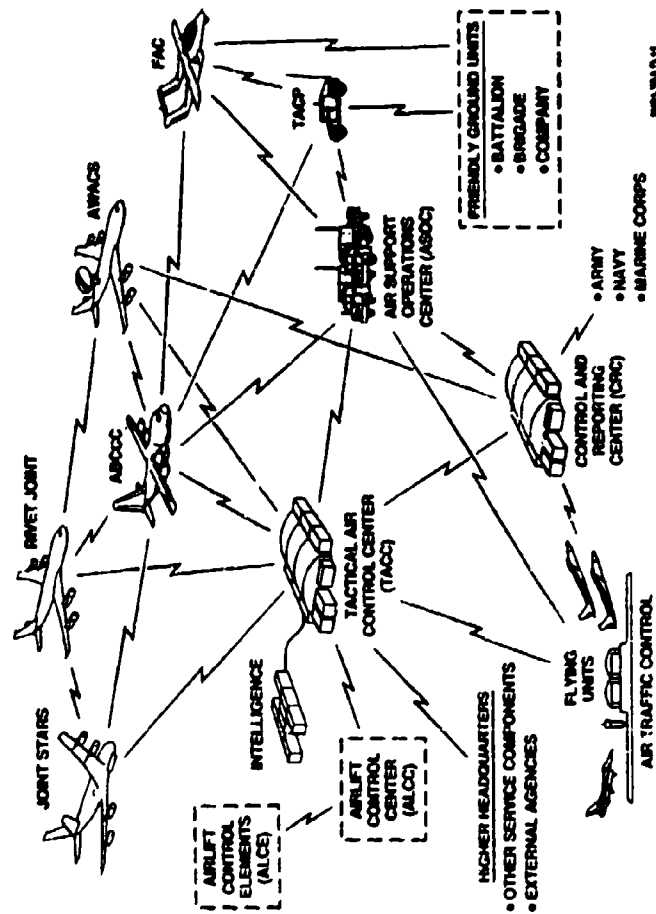 JOINT STARS
RIVET JOINT
AWACS
FAC
ABCCC
TACP
INTELLIGENCE
TACTICAL AIR
CONTROL CENTER
(TACC)
AIR SUPPORT
OPERATIONS
CENTER (ASCC)
FRIENDLY GROUND UNITS
• BATTALION
• BRIGADE
• COMPANY
AIRLIFT
CONTROL
ELEMENTS
(ALCE)
AIRLIFT
CONTROL
CENTER
(ALCC)
HIGHER HEADQUARTERS
• OTHER SERVICE COMPONENTS
• EXTERNAL AGENCIES
CONTROL AND
REPORTING
CENTER (CRC)
• ARMY
• NAVY
• MARINE CORPS
FLYING
UNITS
AIR TRAFFIC CONTROL